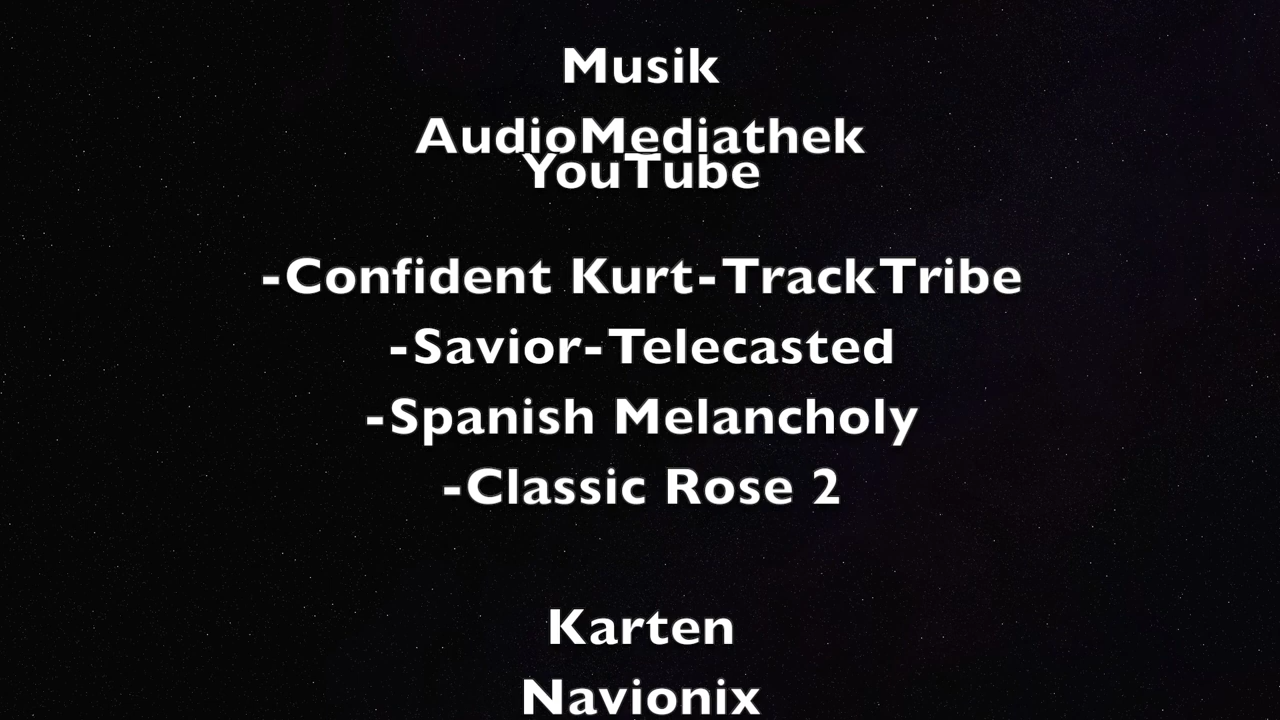 Musik
AudioMediathek
YouTube
-Confident Kurt-TrackTribe
-Savior-Telecasted
-Spanish Melancholy
-Classic Rose 2
Karten
Navionix